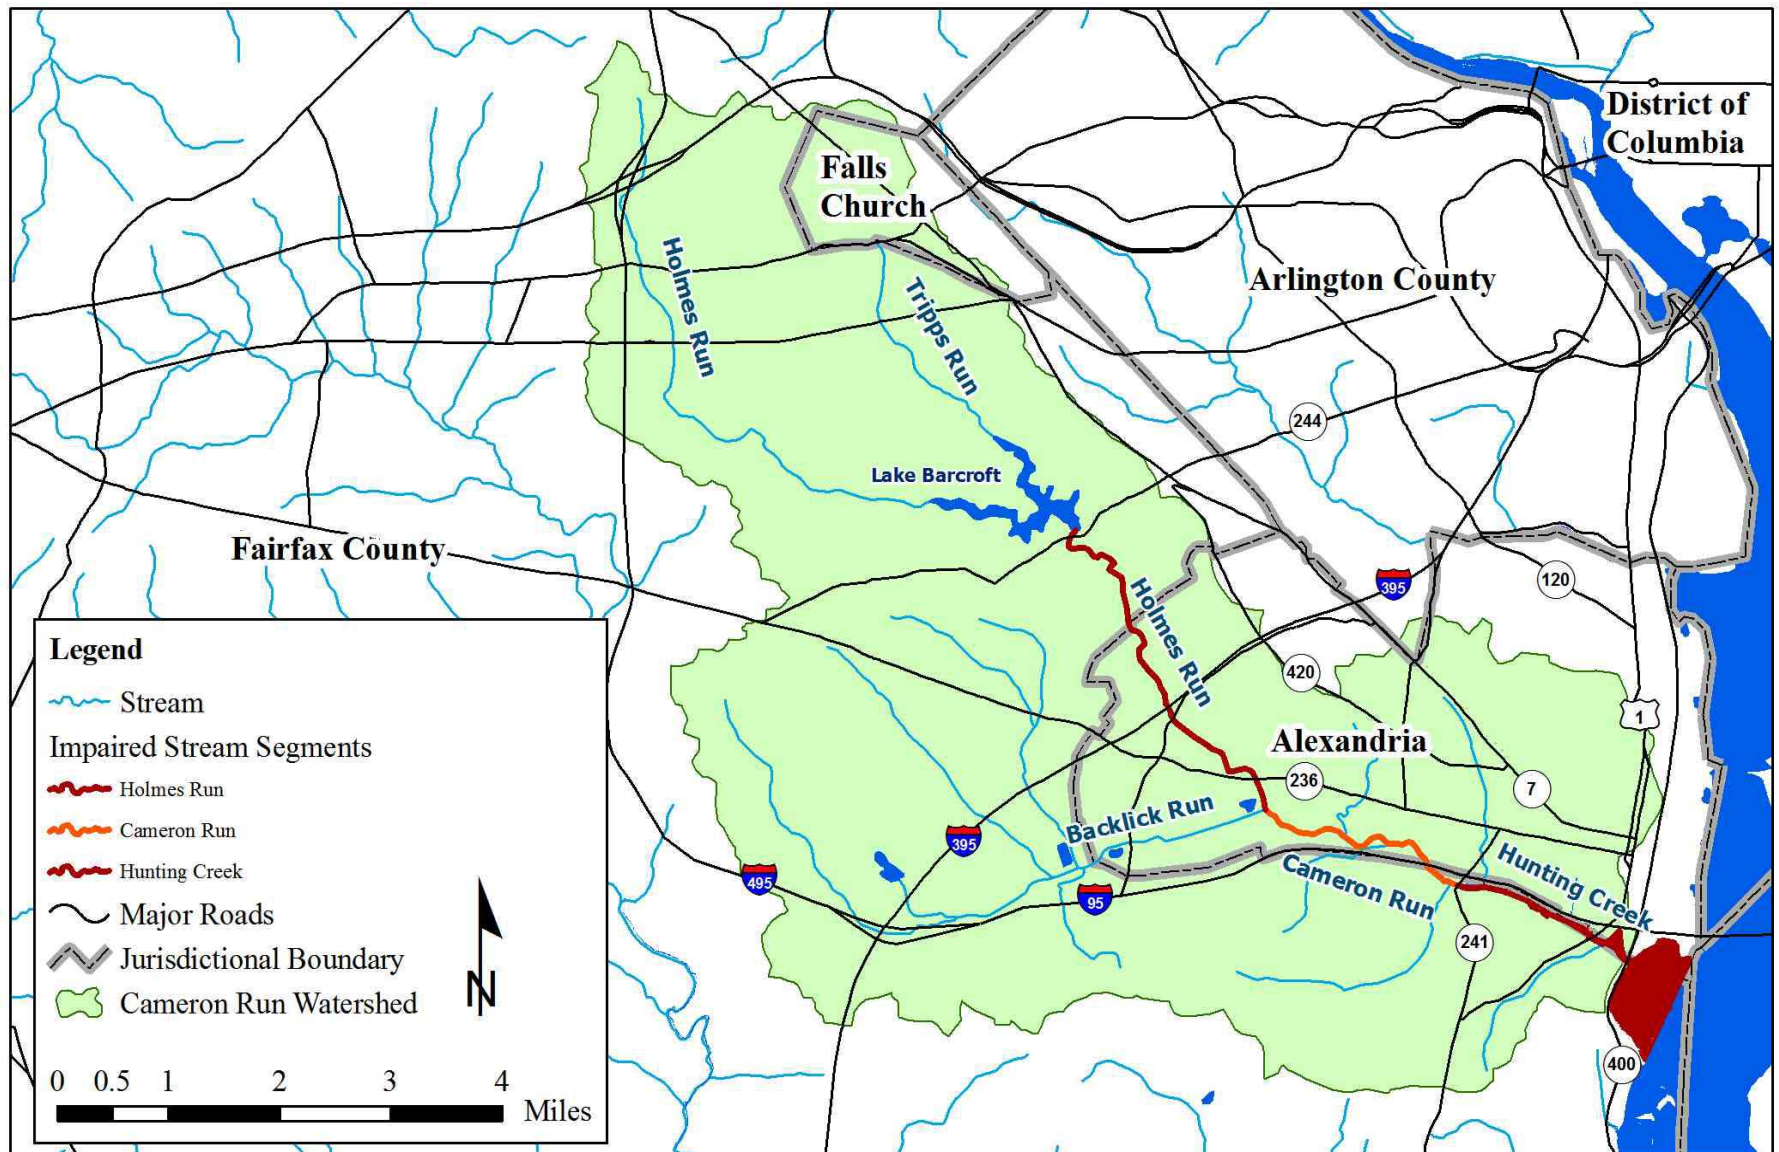 District of
Columbia
Falls
Church
Holmes Run
Tripps Run
Arlington County
244
Lake Barcroft
Fairfax County
120
395
Holmes Run
420
1
Alexandria
236
7
Backlick Run
395
495
95
Cameron Run
Hunting Creek
241
400
Legend
Stream
Impaired Stream Segments
Holmes Run
Cameron Run
Hunting Creek
Major Roads
Jurisdictional Boundary
Cameron Run Watershed
N
0 0.5 1 2 3 4
Miles